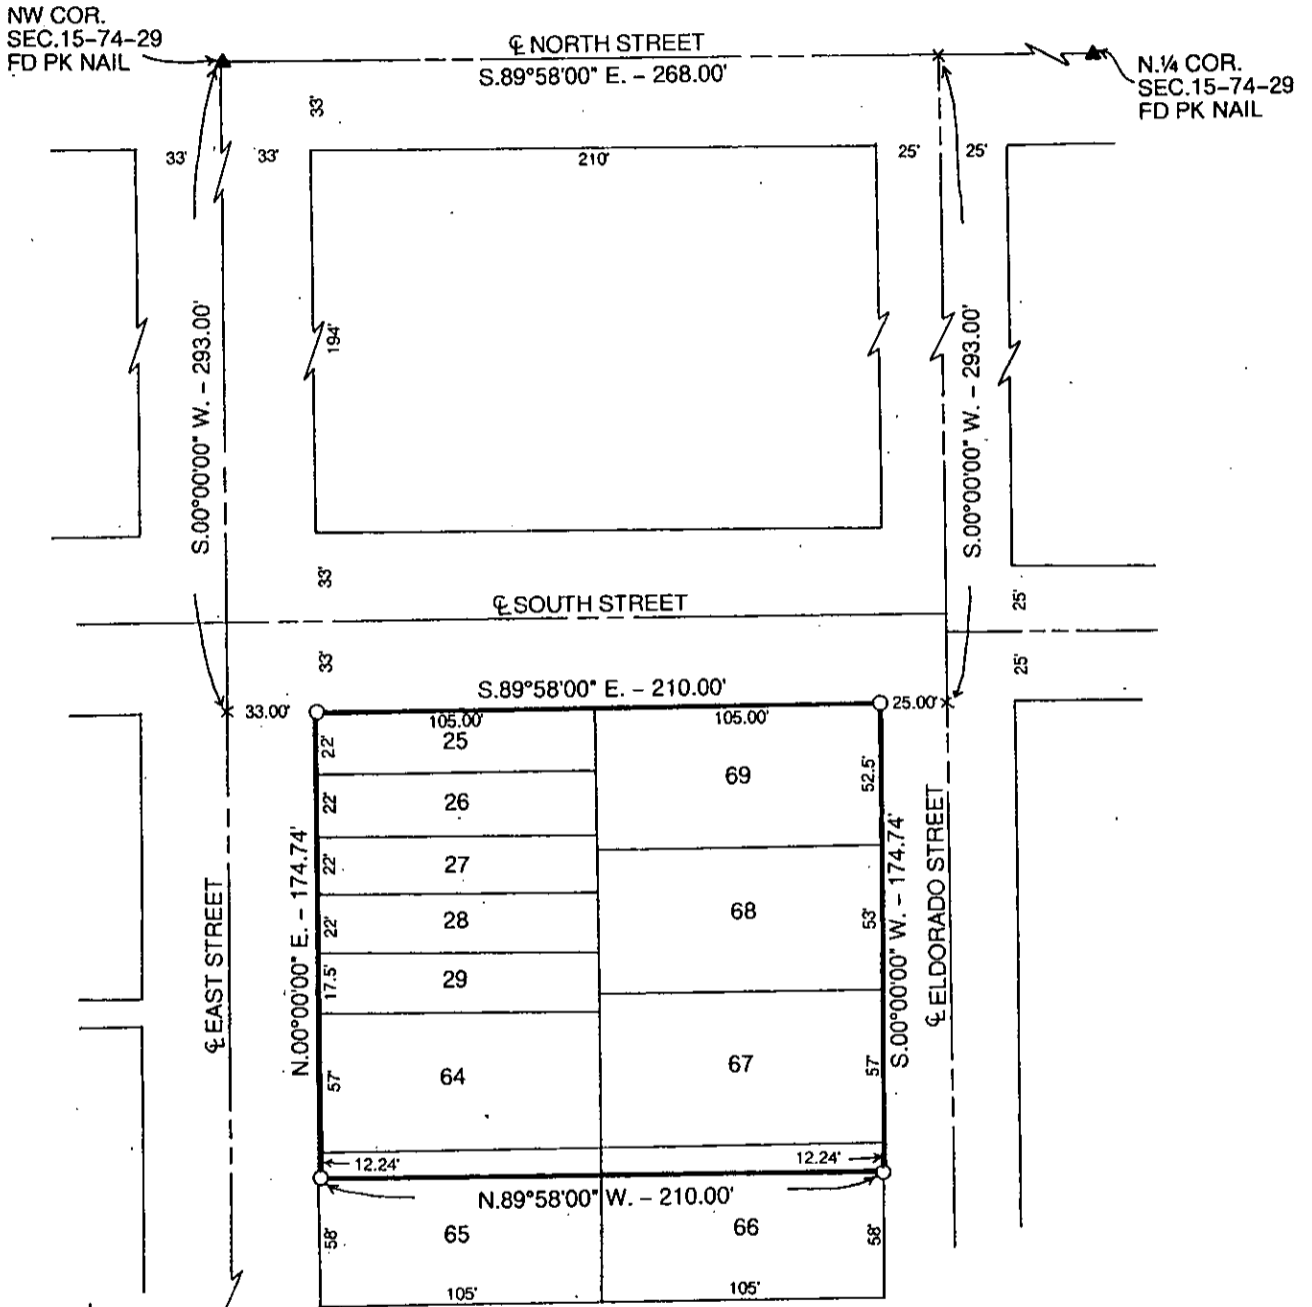 NW COR.
SEC.15-74-29
FD PK NAIL
℄ NORTH STREET
S.89°58'00" E. - 268.00'
N.1/4 COR.
SEC.15-74-29
FD PK NAIL
33'
33'
33'
210'
25'
25'
S.00°00'00" W. - 293.00'
194'
S.00°00'00" W. - 293.00'
33'
℄ SOUTH STREET
25'
33'
25'
S.89°58'00" E. - 210.00'
33.00'
25.00'
105.00'
105.00'
22'
25
69
52.5'
22'
26
22'
27
22'
28
68
53'
17.5'
29
℄ EAST STREET
N.00°00'00" E. - 174.74'
S.00°00'00" W. - 174.74'
℄ ELDORADO STREET
57'
64
67
57'
12.24'
12.24'
N.89°58'00" W. - 210.00'
58'
65
66
58'
105'
105'